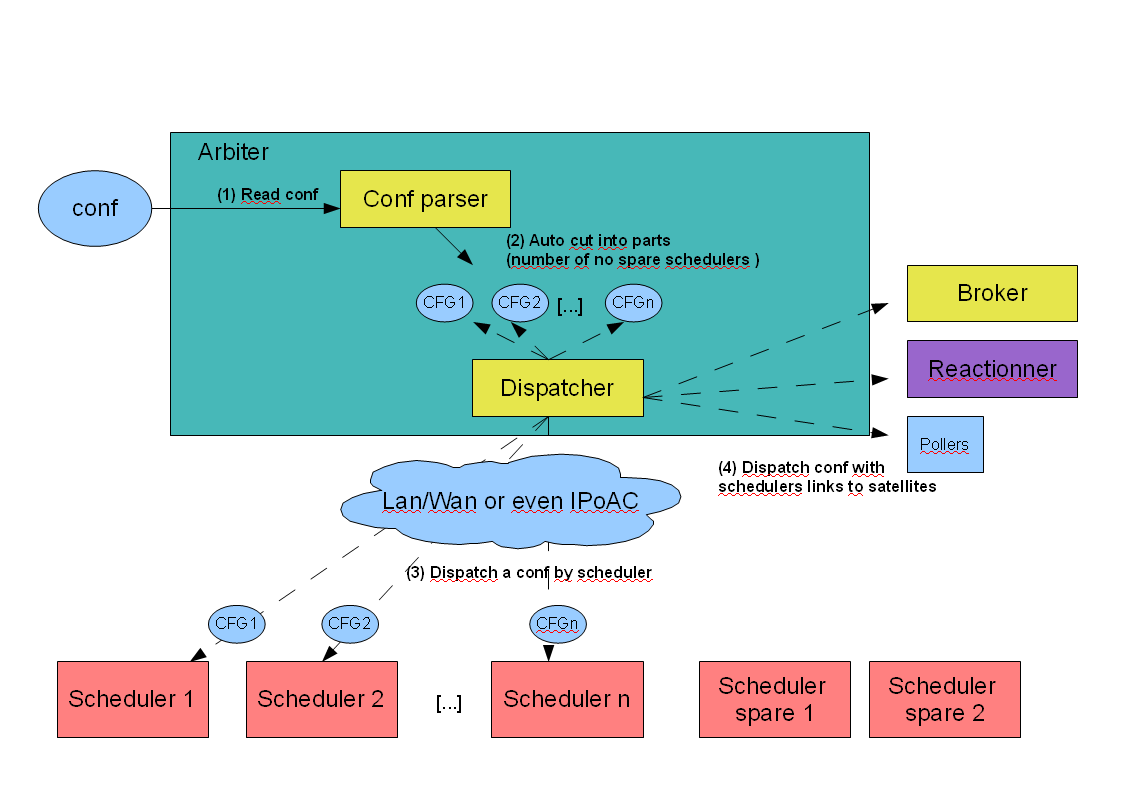 Arbiter
conf
(1) Read conf
Conf parser
(2) Auto cut into parts
(number of no spare schedulers )
CFG1
CFG2
[...]
CFGn
Broker
Dispatcher
Reactionner
Pollers
(4) Dispatch conf with
schedulers links to satellites
Lan/Wan or even IPoAC
(3) Dispatch a conf by scheduler
CFG1
CFG2
CFGn
Scheduler 1
Scheduler 2
[...]
Scheduler n
Scheduler
spare 1
Scheduler
spare 2